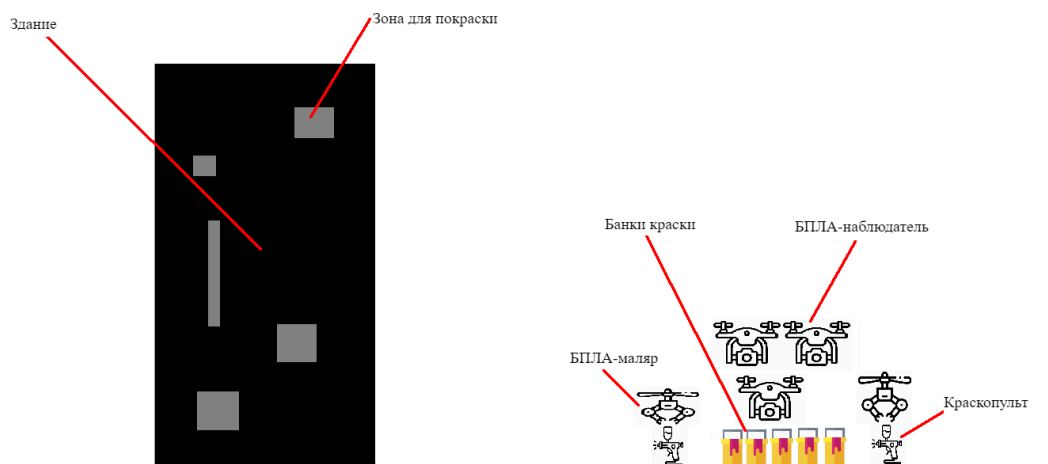 Здание
Зона для покраски
Банки краски
БПЛА-наблюдатель
БПЛА-маляр
Краскопульт